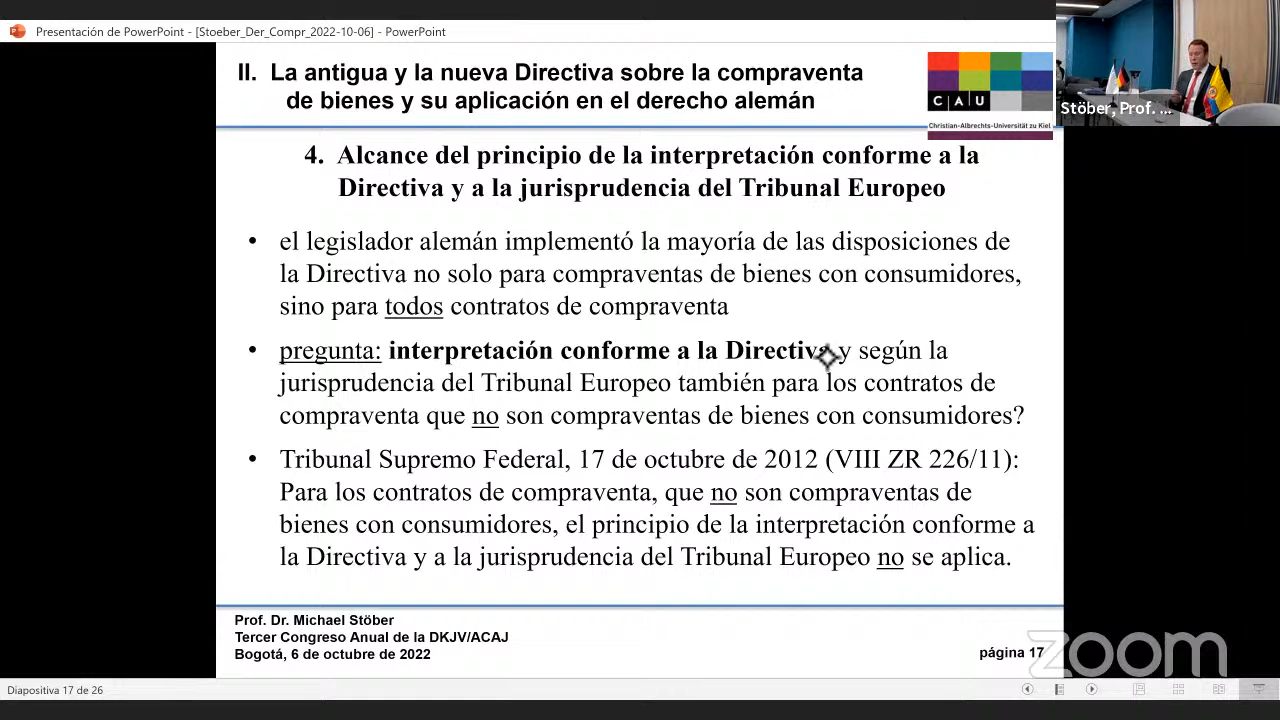 Presentación de PowerPoint - [Stoeber_Der_Compr_2022-10-06] - PowerPoint
II. La antigua y la nueva Directiva sobre la compraventa
de bienes y su aplicación en el derecho alemán
C A U
Christian-Albrechts-Universität zu Kiel
Stöber, Prof. ...
4. Alcance del principio de la interpretación conforme a la
Directiva y a la jurisprudencia del Tribunal Europeo
• el legislador alemán implementó la mayoría de las disposiciones de
la Directiva no solo para compraventas de bienes con consumidores,
sino para todos contratos de compraventa
• pregunta: interpretación conforme a la Directiva y según la
jurisprudencia del Tribunal Europeo también para los contratos de
compraventa que no son compraventas de bienes con consumidores?
• Tribunal Supremo Federal, 17 de octubre de 2012 (VIII ZR 226/11):
Para los contratos de compraventa, que no son compraventas de
bienes con consumidores, el principio de la interpretación conforme a
la Directiva y a la jurisprudencia del Tribunal Europeo no se aplica.
Prof. Dr. Michael Stöber
Tercer Congreso Anual de la DKJV/ACAJ
Bogotá, 6 de octubre de 2022
página 17
zoom
Diapositiva 17 de 26